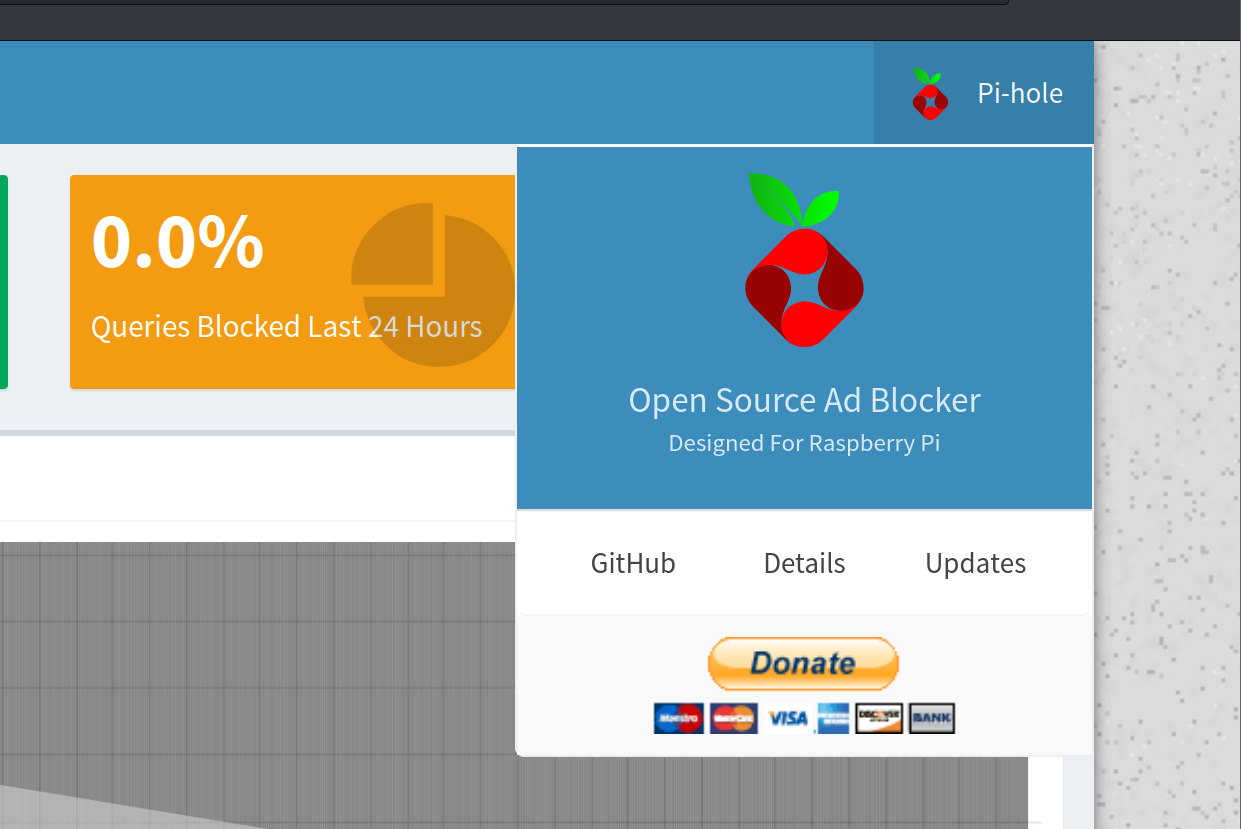 Pi-hole
0.0%
Queries Blocked Last 24 Hours
Open Source Ad Blocker
Designed For Raspberry Pi
GitHub Details Updates
Donate
Maestro MasterCard VISA DISCOVER BANK